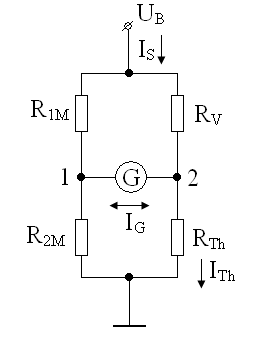 U_B
I_S
R_1M R_V
1 G 2
I_G
R_2M R_Th
I_Th